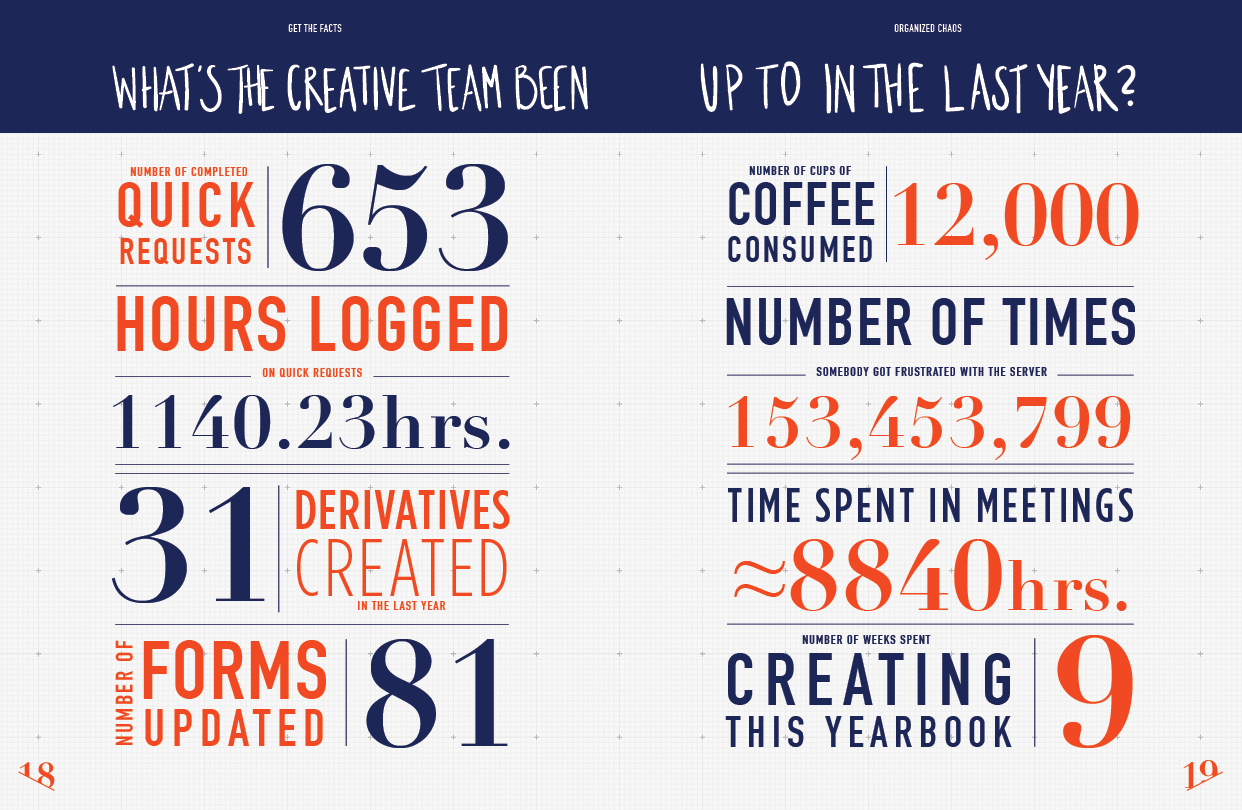 GET THE FACTS
WHAT'S THE CREATIVE TEAM BEEN
NUMBER OF COMPLETED
QUICK
REQUESTS
653
HOURS LOGGED
ON QUICK REQUESTS
1140.23hrs.
31
DERIVATIVES
CREATED
IN THE LAST YEAR
NUMBER OF
FORMS
UPDATED
81
18
ORGANIZED CHAOS
UP TO IN THE LAST YEAR?
NUMBER OF CUPS OF
COFFEE
CONSUMED
12,000
NUMBER OF TIMES
SOMEBODY GOT FRUSTRATED WITH THE SERVER
153,453,799
TIME SPENT IN MEETINGS
≈8840hrs.
NUMBER OF WEEKS SPENT
CREATING
THIS YEARBOOK
9
19